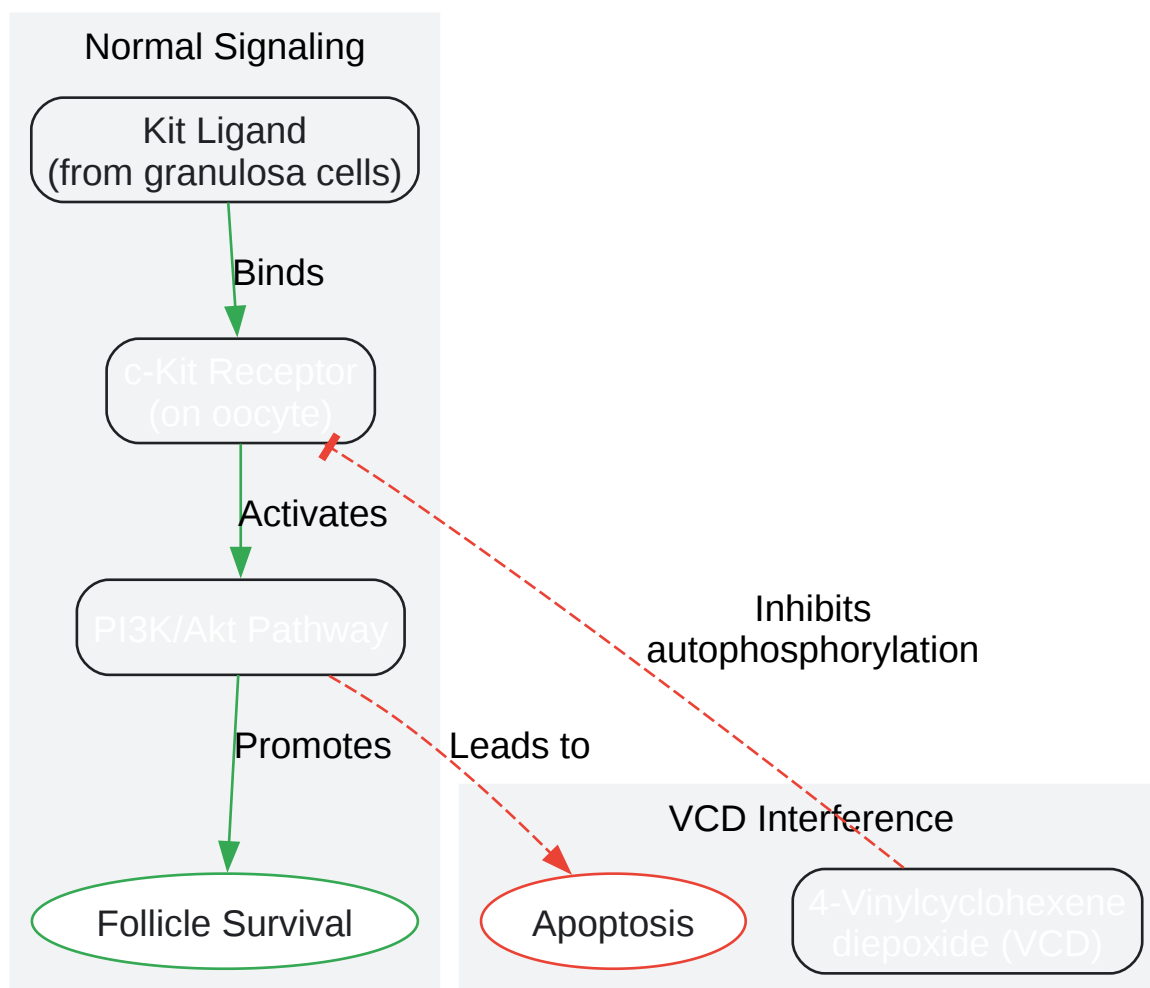 Normal Signaling
Kit Ligand
(from granulosa cells)
Binds
c-Kit Receptor
(on oocyte)
Activates
PI3K/Akt Pathway
Inhibits
autophosphorylation
Promotes
Leads to
VCD Interference
Follicle Survival
Apoptosis
4-Vinylcyclohexene
diepoxide (VCD)